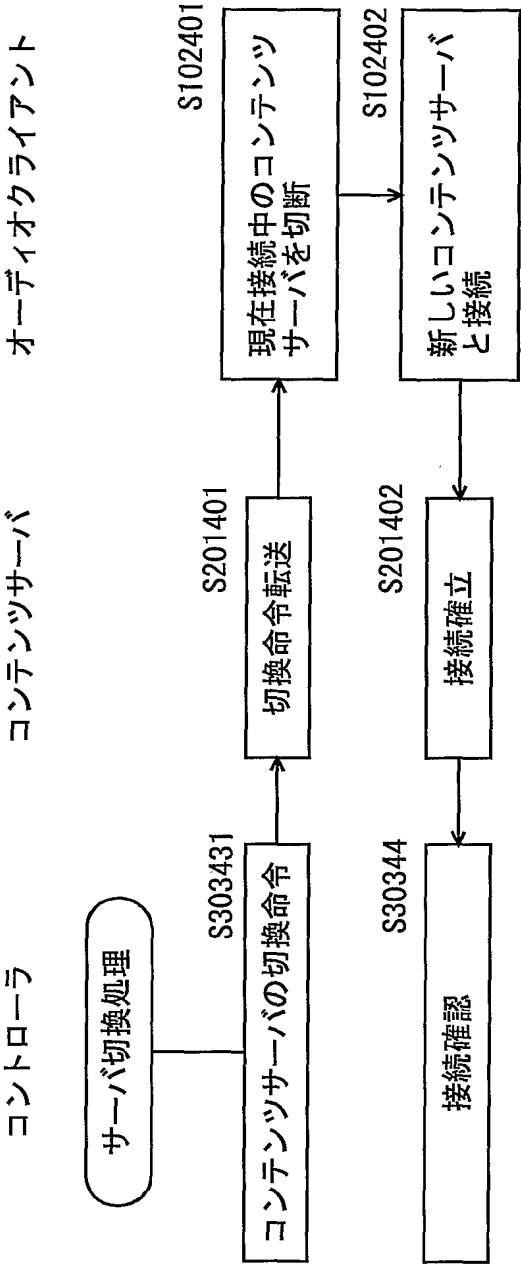 コントローラ
コンテンツサーバ
オーディオクライアント
サーバ切換処理
S303431
コンテンツサーバの切換命令
S201401
切換命令転送
S102401
現在接続中のコンテンツ
サーバを切断
S102402
新しいコンテンツサーバ
と接続
S201402
接続確立
S30344
接続確認